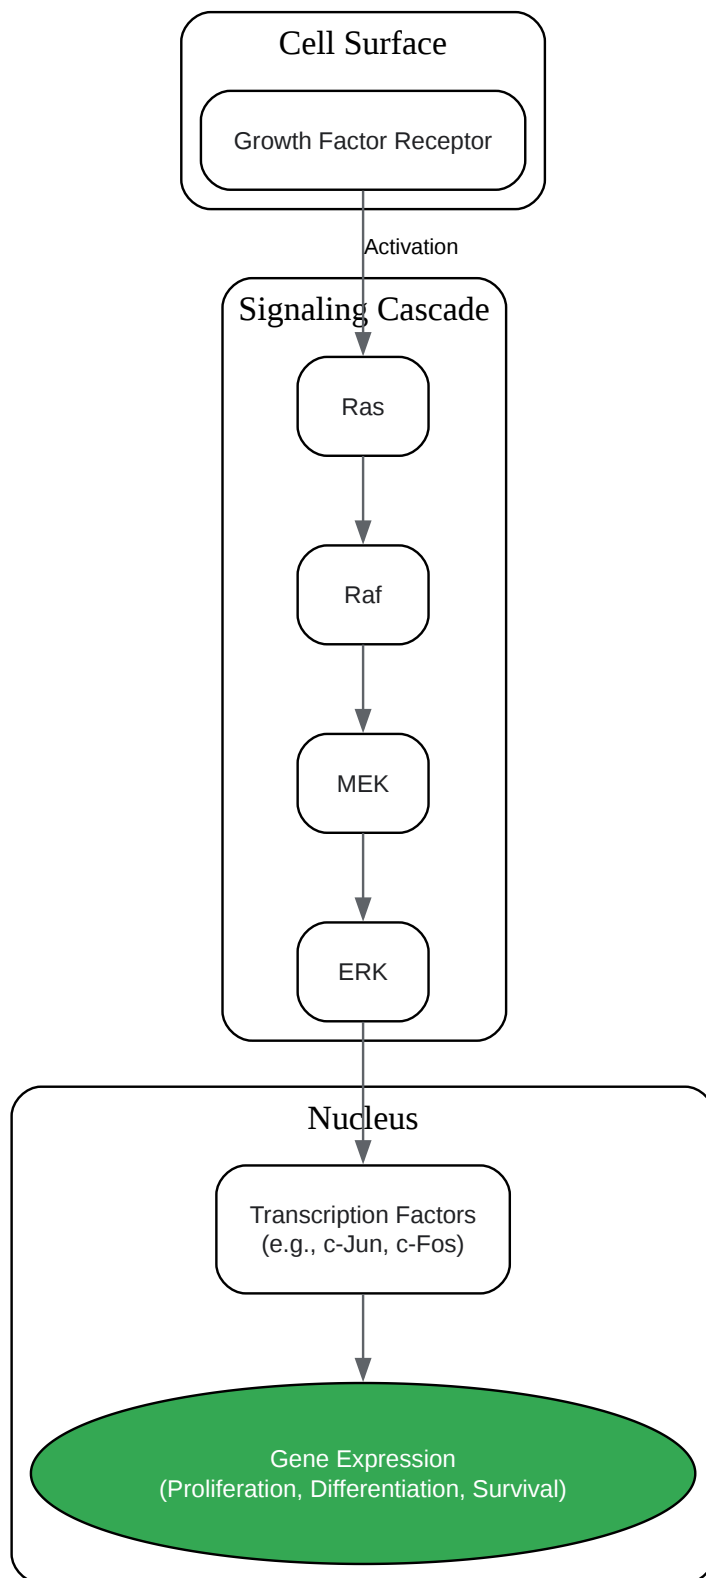 Cell Surface
Growth Factor Receptor
Activation
Signaling Cascade
Ras
Raf
MEK
ERK
Nucleus
Transcription Factors
(e.g., c-Jun, c-Fos)
Gene Expression
(Proliferation, Differentiation, Survival)